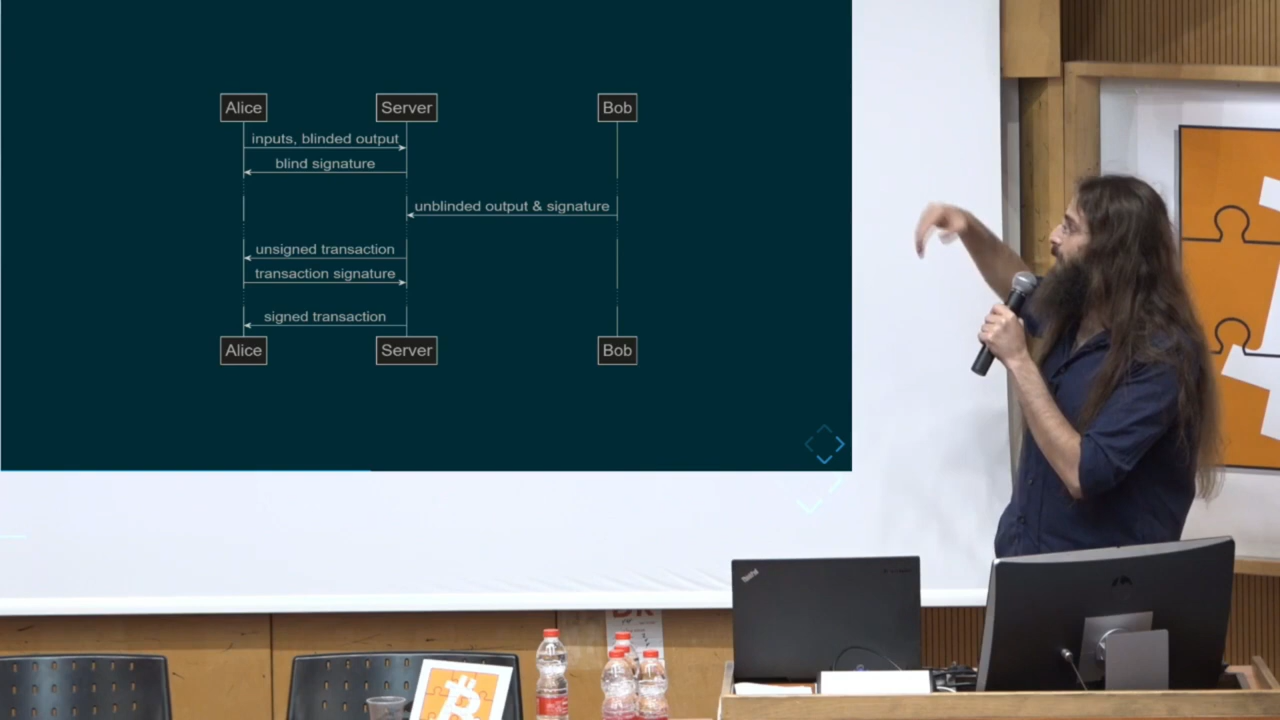 Alice Server Bob
inputs, blinded output
blind signature
unblinded output & signature
unsigned transaction
transaction signature
signed transaction
Alice Server Bob
ThinkPad